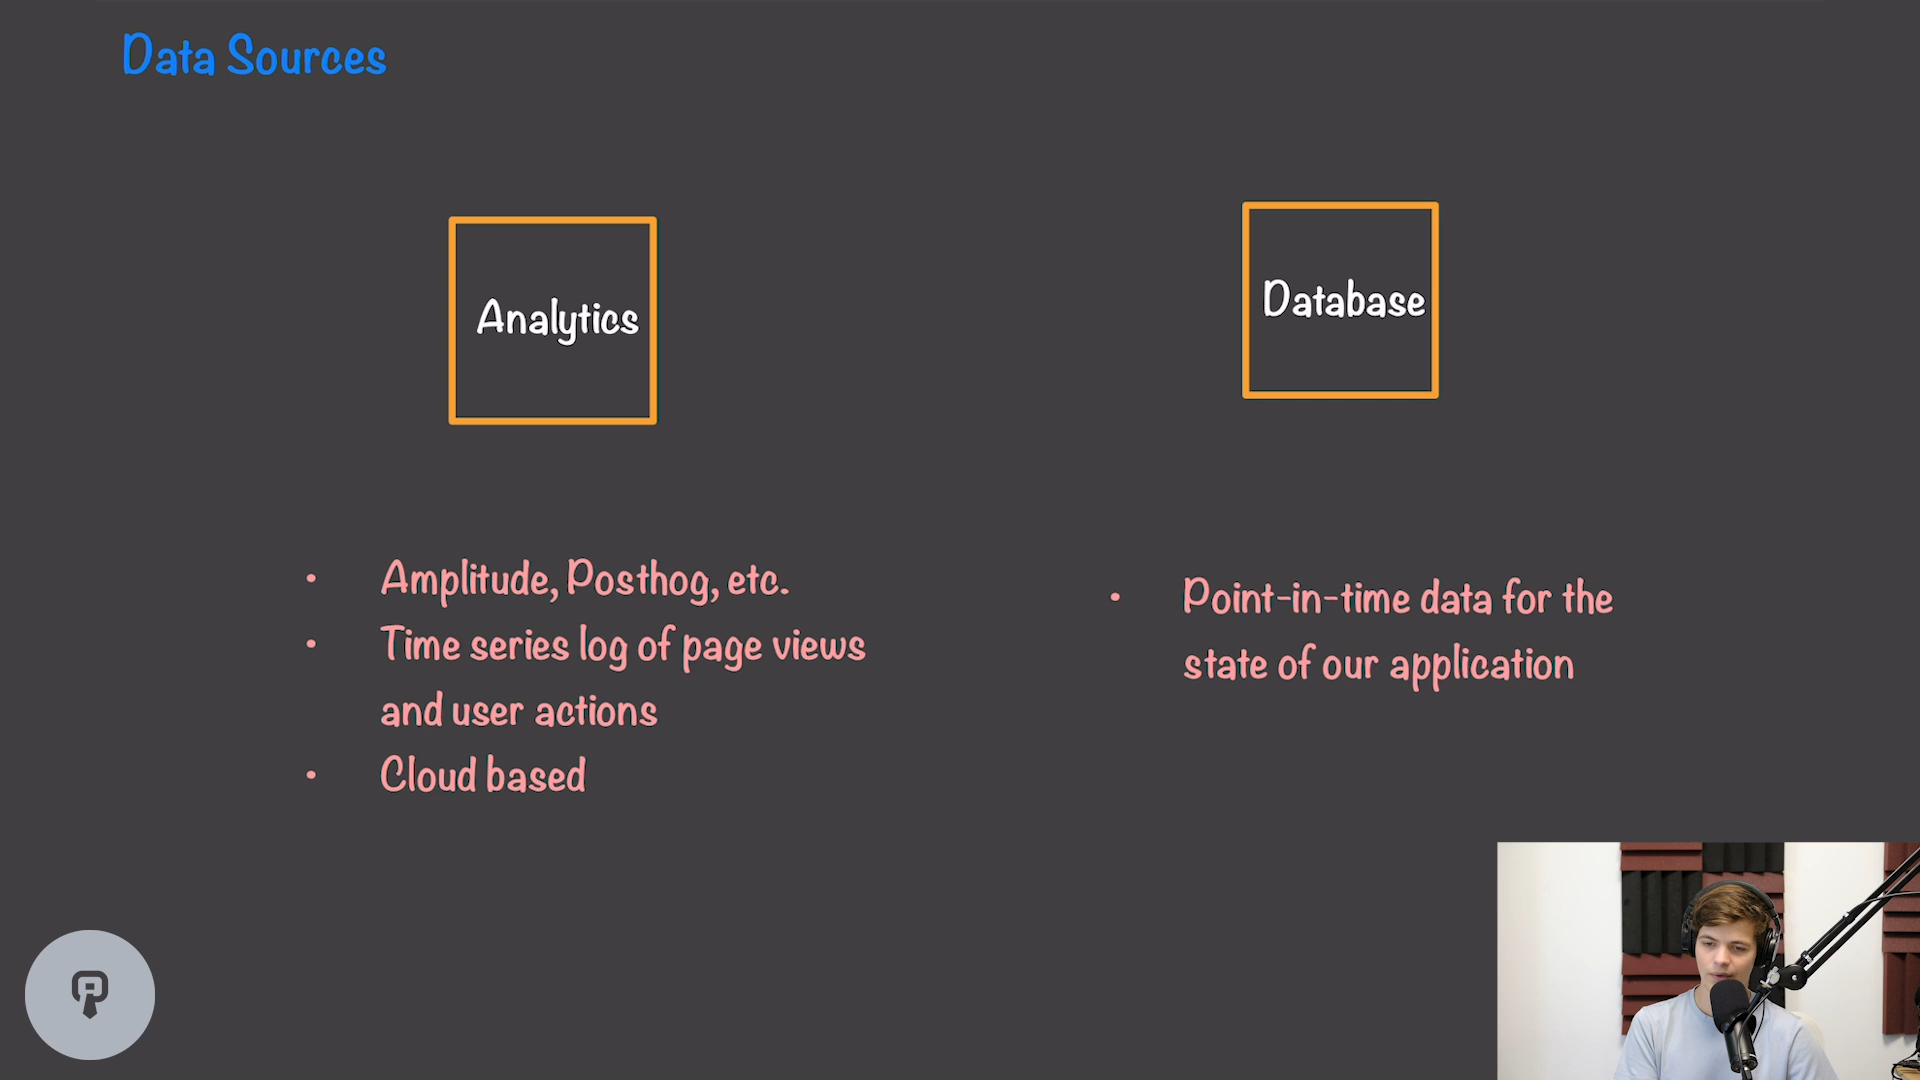 Data Sources
Analytics
Database
• Amplitude, Posthog, etc.
• Time series log of page views
and user actions
• Cloud based
• Point-in-time data for the
state of our application